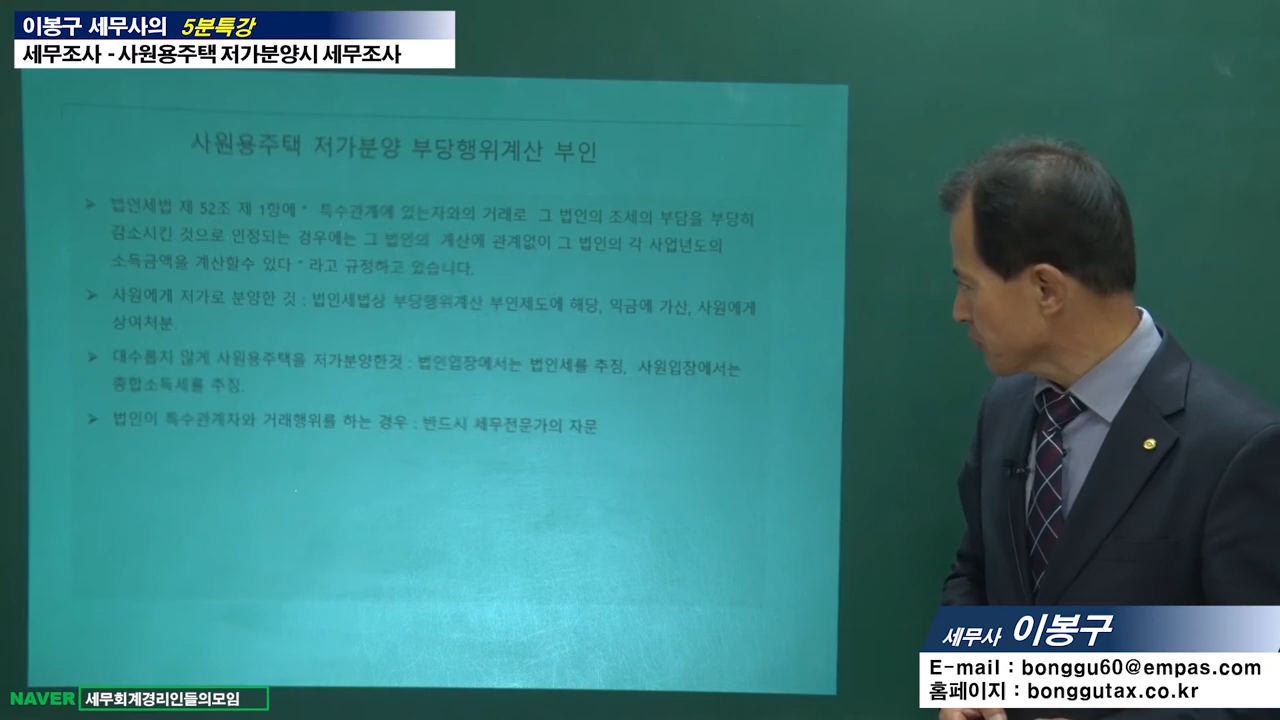 이봉구 세무사의 5분특강
세무조사 - 사원용주택 저가분양시 세무조사
사원용주택 저가분양 부당행위계산 부인
➤ 법인세법 제 52조 제 1항에 " 특수관계에 있는자와의 거래로 그 법인의 조세의 부담을 부당히
감소시킨 것으로 인정되는 경우에는 그 법인의 계산에 관계없이 그 법인의 각 사업년도의
소득금액을 계산할수 있다 " 라고 규정하고 있습니다.
➤ 사원에게 저가로 분양한 것 : 법인세법상 부당행위계산 부인제도에 해당, 익금에 가산, 사원에게
상여처분.
➤ 대수롭지 않게 사원용주택을 저가분양한것 : 법인입장에서는 법인세를 추징, 사원입장에서는
종합소득세를 추징.
➤ 법인이 특수관계자와 거래행위를 하는 경우 : 반드시 세무전문가의 자문
세무사 이봉구
E-mail : bonggu60@empas.com
홈페이지 : bonggutax.co.kr
NAVER 세무회계경리인들의모임